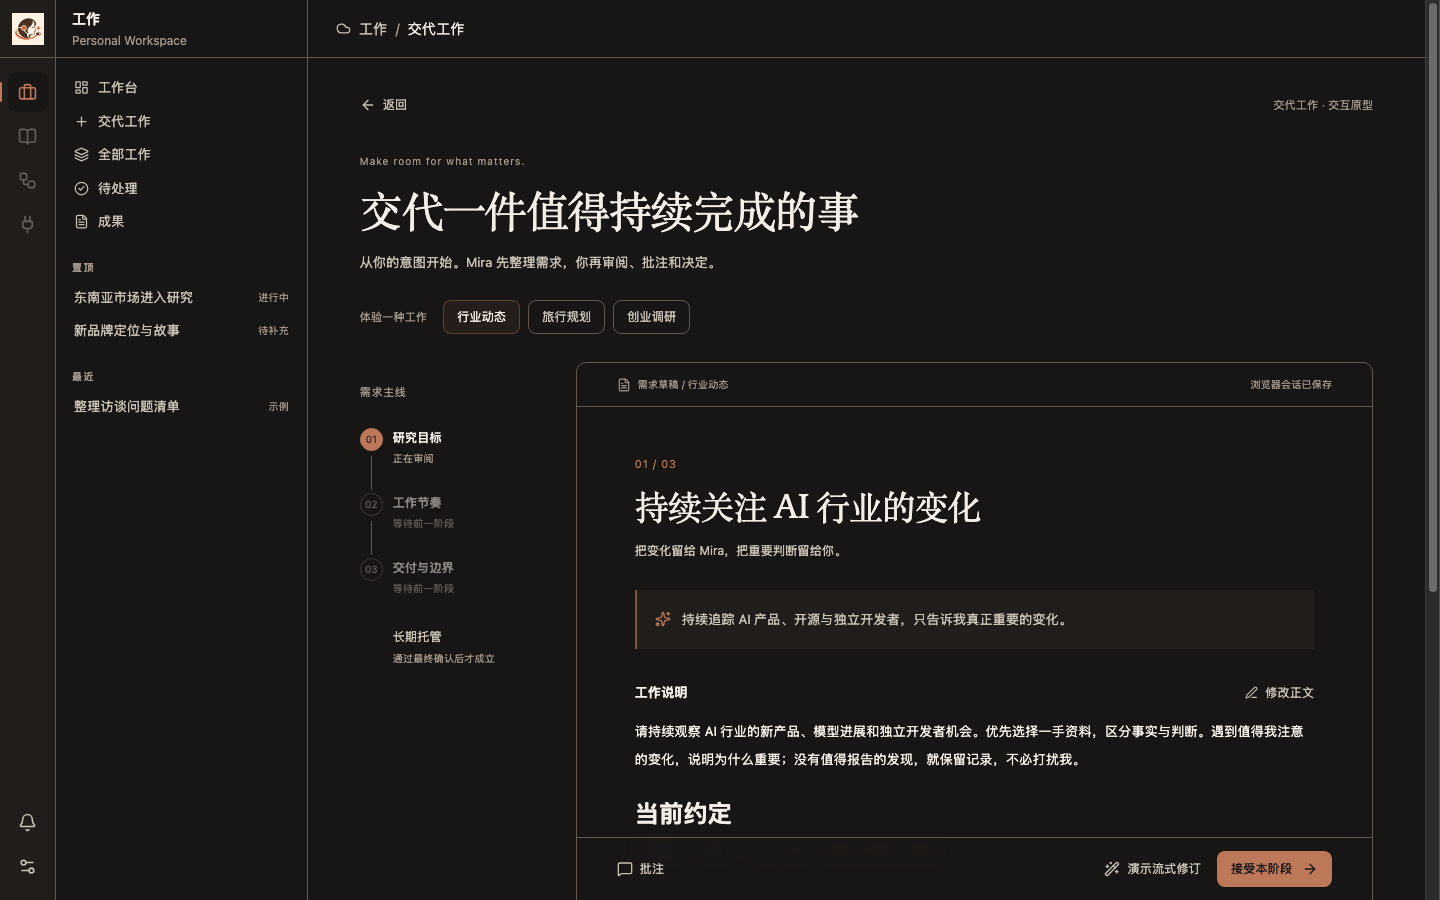 工作
Personal Workspace
工作 / 交代工作
工作台
交代工作
全部工作
待处理
成果
置顶
东南亚市场进入研究 进行中
新品牌定位与故事 待补充
最近
整理访谈问题清单 示例
返回
交代工作 · 交互原型
Make room for what matters.
交代一件值得持续完成的事
从你的意图开始。Mira 先整理需求，你再审阅、批注和决定。
体验一种工作 行业动态 旅行规划 创业调研
需求主线
01 研究目标
正在审阅
02 工作节奏
等待前一阶段
03 交付与边界
等待前一阶段
长期托管
通过最终确认后才成立
需求草稿 / 行业动态 浏览器会话已保存
01 / 03
持续关注 AI 行业的变化
把变化留给 Mira，把重要判断留给你。
持续追踪 AI 产品、开源与独立开发者，只告诉我真正重要的变化。
工作说明 修改正文
请持续观察 AI 行业的新产品、模型进展和独立开发者机会。优先选择一手资料，区分事实与判断。遇到值得我注意
的变化，说明为什么重要；没有值得报告的发现，就保留记录，不必打扰我。
当前约定
批注 演示流式修订 接受本阶段